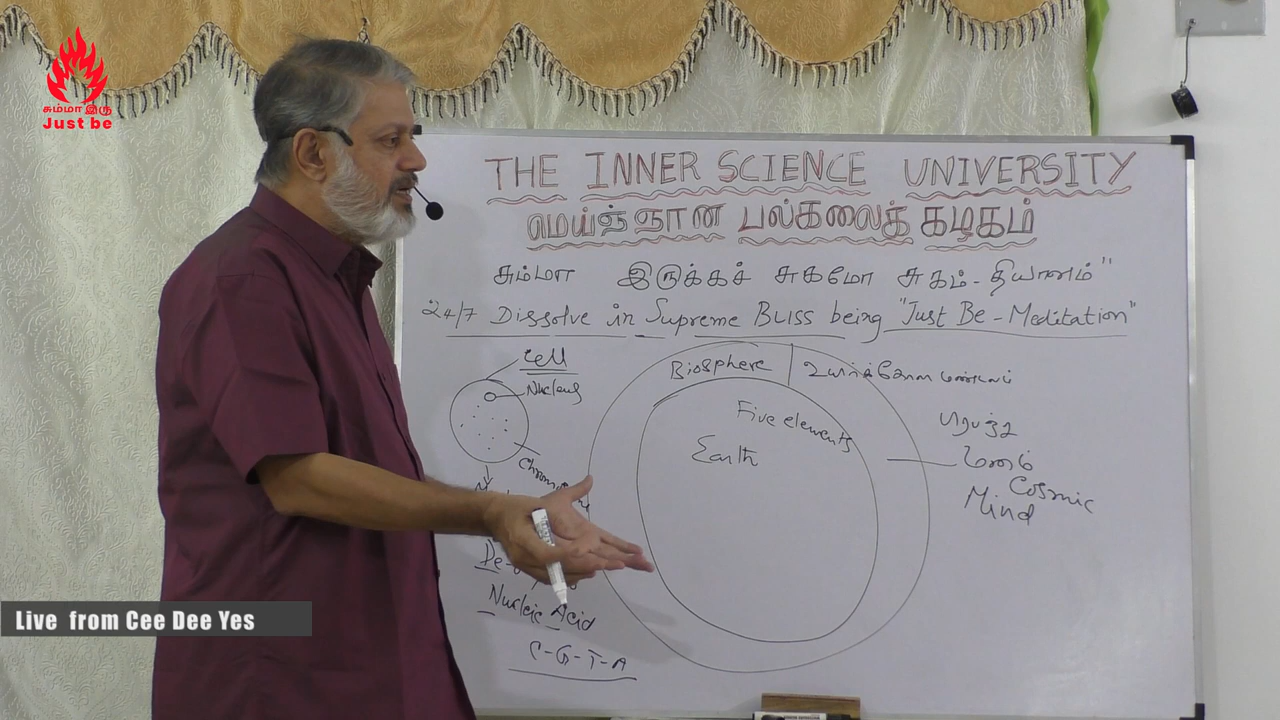 சும்மா இரு
Just be
THE INNER SCIENCE UNIVERSITY
மெய்ஞ்ஞான பல்கலைக் கழகம்
சும்மா இருக்கச் சுகமோ சுகம் - தியானம்"
24/7 Dissolve in Supreme BLISS being "Just Be - Meditation"
Cell
Nucleus
Nucleic Acid
C-G-T-A
Biosphere
Five elements
Earth
மனம்
Cosmic
Mind
Live from Cee Dee Yes